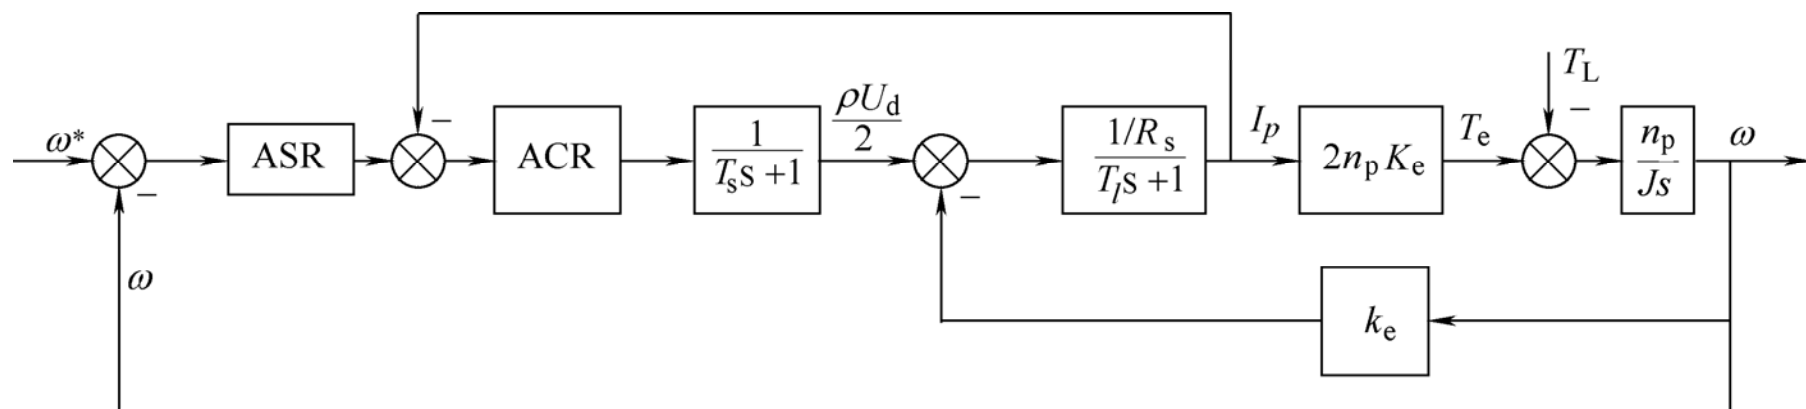 ω*
−
ω
ASR
−
ACR
1
T_s s + 1
ρU_d
2
−
1/R_s
T_l s + 1
I_p
2n_p K_e
T_e
T_L
−
n_p
Js
ω
k_e